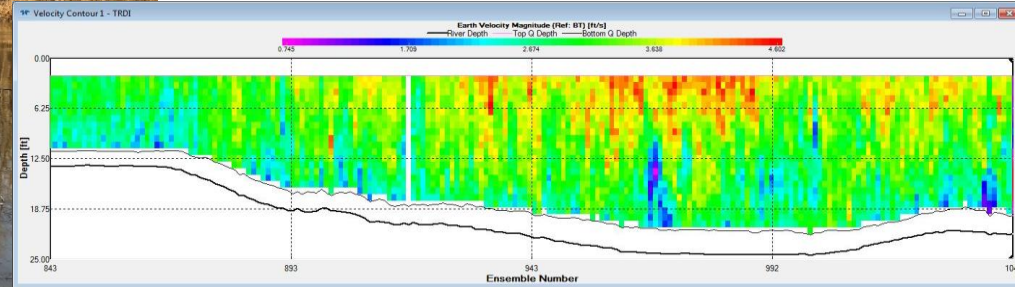 Velocity Contour 1 - TRDI
Earth Velocity Magnitude (Ref: BT) [ft/s]
River Depth Top Q Depth Bottom Q Depth
0.745 1.709 2.674 3.638 4.602
Depth [ft]
0.00
6.25
12.50
18.75
25.00
843 893 943 992
Ensemble Number